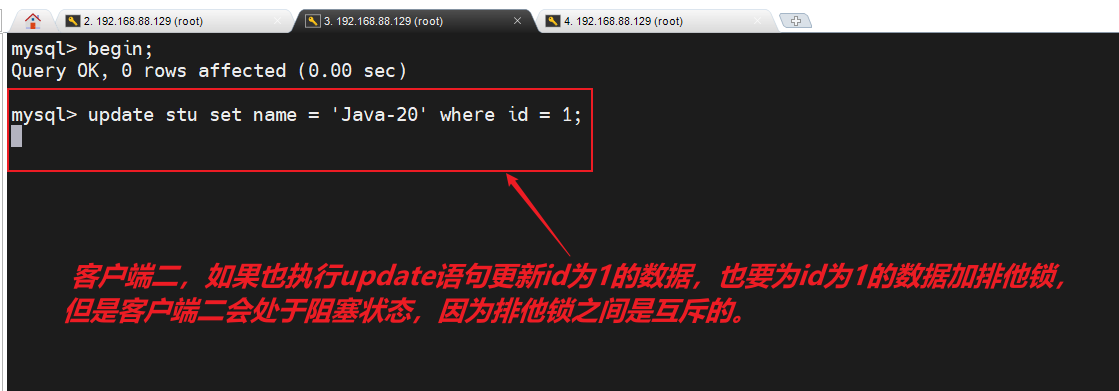 2. 192.168.88.129 (root)
3. 192.168.88.129 (root)
4. 192.168.88.129 (root)
mysql> begin;
Query OK, 0 rows affected (0.00 sec)
mysql> update stu set name = 'Java-20' where id = 1;
客户端二，如果也执行update语句更新id为1的数据，也要为id为1的数据加排他锁，
但是客户端二会处于阻塞状态，因为排他锁之间是互斥的。